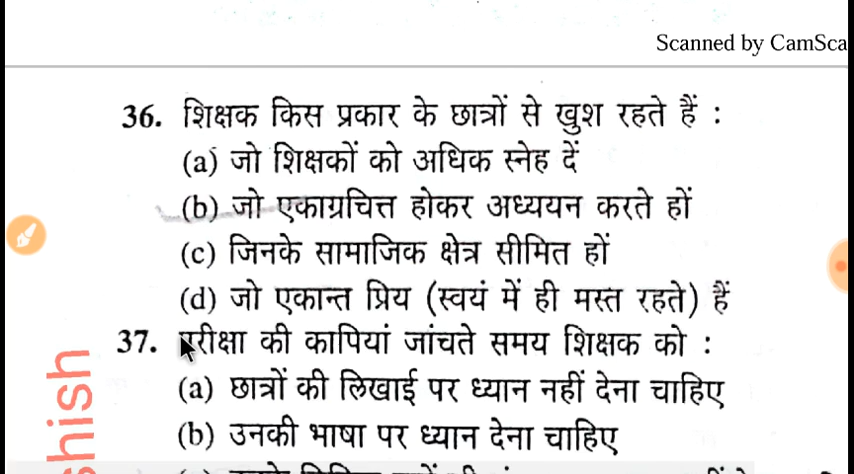 Scanned by CamSca
36. शिक्षक किस प्रकार के छात्रों से खुश रहते हैं :
(a) जो शिक्षकों को अधिक स्नेह दें
(b) जो एकाग्रचित्त होकर अध्ययन करते हों
(c) जिनके सामाजिक क्षेत्र सीमित हों
(d) जो एकान्त प्रिय (स्वयं में ही मस्त रहते) हैं
37. परीक्षा की कापियां जांचते समय शिक्षक को :
(a) छात्रों की लिखाई पर ध्यान नहीं देना चाहिए
(b) उनकी भाषा पर ध्यान देना चाहिए
hish